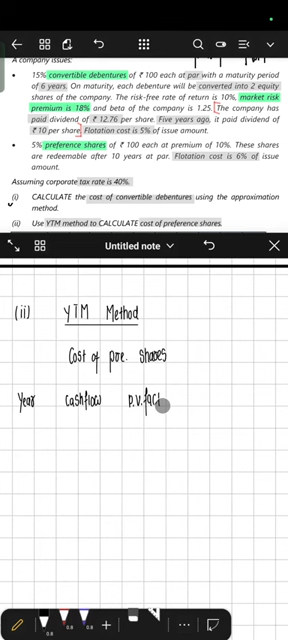 A company issues:
• 15% convertible debentures of ₹ 100 each at par with a maturity period
of 6 years. On maturity, each debenture will be converted into 2 equity
shares of the company. The risk-free rate of return is 10%, market risk
premium is 18% and beta of the company is 1.25. The company has
paid dividend of ₹ 12.76 per share. Five years ago, it paid dividend of
₹ 10 per share. Flotation cost is 5% of issue amount.
• 5% preference shares of ₹ 100 each at premium of 10%. These shares
are redeemable after 10 years at par. Flotation cost is 6% of issue
amount.
Assuming corporate tax rate is 40%.
(i) CALCULATE the cost of convertible debentures using the approximation
method.
(ii) Use YTM method to CALCULATE cost of preference shares.
Untitled note
(ii) YTM Method
Cost of pre. shares
Year cashflow P.V.fact
0.8 0.8 0.8